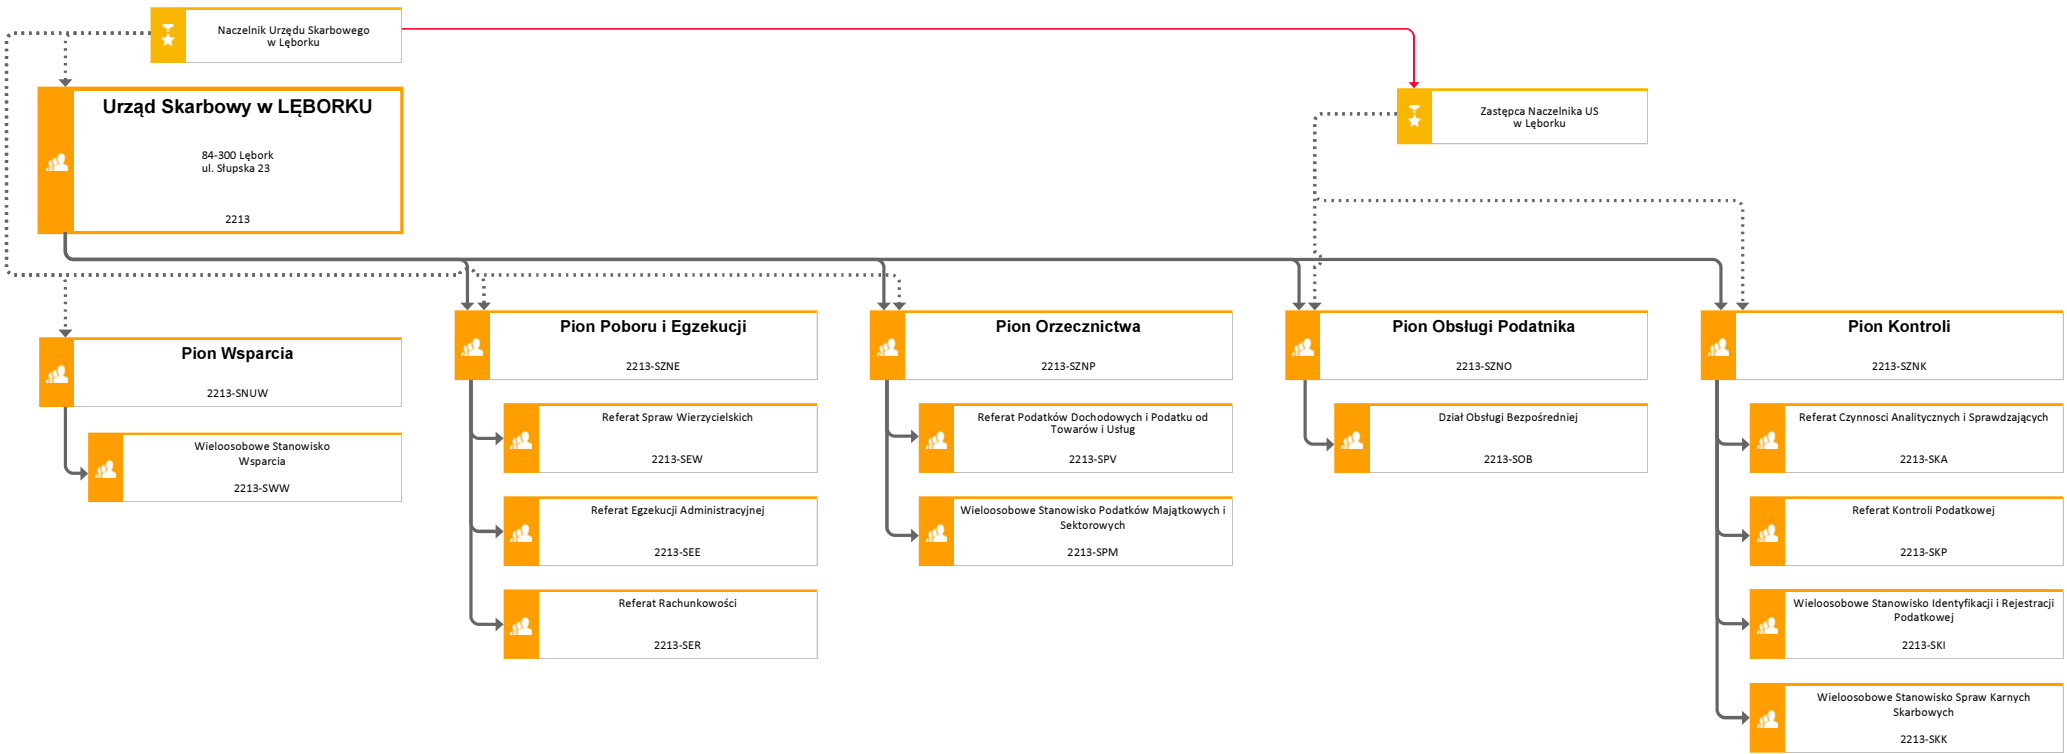 Naczelnik Urzędu Skarbowego
w Lęborku
Urząd Skarbowy w LĘBORKU
84-300 Lębork
ul. Słupska 23
2213
Zastępca Naczelnika US
w Lęborku
Pion Wsparcia
2213-SNUW
Wieloosobowe Stanowisko
Wsparcia
2213-SWW
Pion Poboru i Egzekucji
2213-SZNE
Referat Spraw Wierzycielskich
2213-SEW
Referat Egzekucji Administracyjnej
2213-SEE
Referat Rachunkowości
2213-SER
Pion Orzecznictwa
2213-SZNP
Referat Podatków Dochodowych i Podatku od
Towarów i Usług
2213-SPV
Wieloosobowe Stanowisko Podatków Majątkowych i
Sektorowych
2213-SPM
Pion Obsługi Podatnika
2213-SZNO
Dział Obsługi Bezpośredniej
2213-SOB
Pion Kontroli
2213-SZNK
Referat Czynnosci Analitycznych i Sprawdzających
2213-SKA
Referat Kontroli Podatkowej
2213-SKP
Wieloosobowe Stanowisko Identyfikacji i Rejestracji
Podatkowej
2213-SKI
Wieloosobowe Stanowisko Spraw Karnych
Skarbowych
2213-SKK